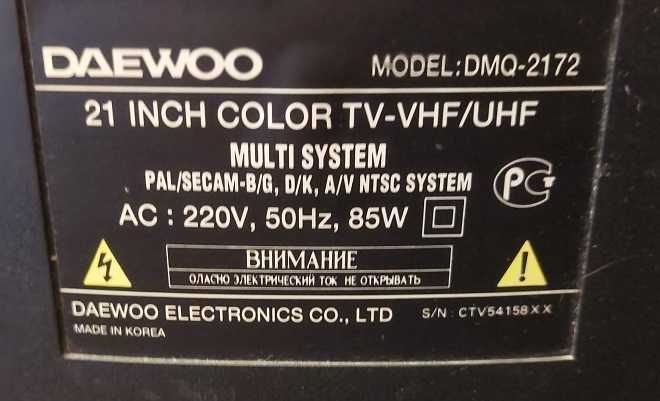 DAEWOO MODEL:DMQ-2172
21 INCH COLOR TV-VHF/UHF
MULTI SYSTEM
PAL/SECAM-B/G, D/K, A/V NTSC SYSTEM
AC : 220V, 50Hz, 85W
ВНИМАНИЕ
ОЛАСНО ЭЛЕКТРИЧЕСКИЙ ТОК НЕ ОТКРЫВАТЬ
DAEWOO ELECTRONICS CO., LTD S/N : CTV54158XX
MADE IN KOREA